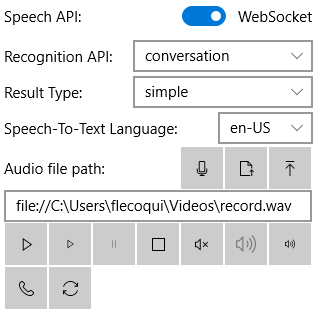 Speech API: WebSocket
Recognition API: conversation
Result Type: simple
Speech-To-Text Language: en-US
Audio file path:
file://C:\Users\flecoqui\Videos\record.wav